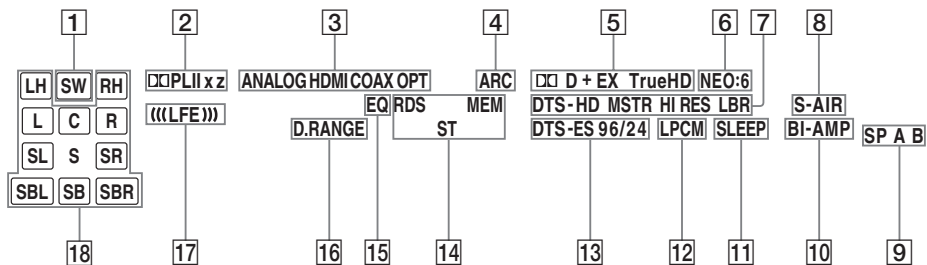 1 2 3 4 5 6 7 8
LH SW RH ▯▯PLII x z ANALOG HDMI COAX OPT ARC ▯▯ D + EX TrueHD NEO:6
L C R (((LFE))) EQ RDS MEM DTS-HD MSTR HI RES LBR S-AIR
D.RANGE ST DTS-ES 96/24 LPCM SLEEP BI-AMP SP A B
SL S SR
SBL SB SBR
18 17 16 15 14 13 12 11 10 9